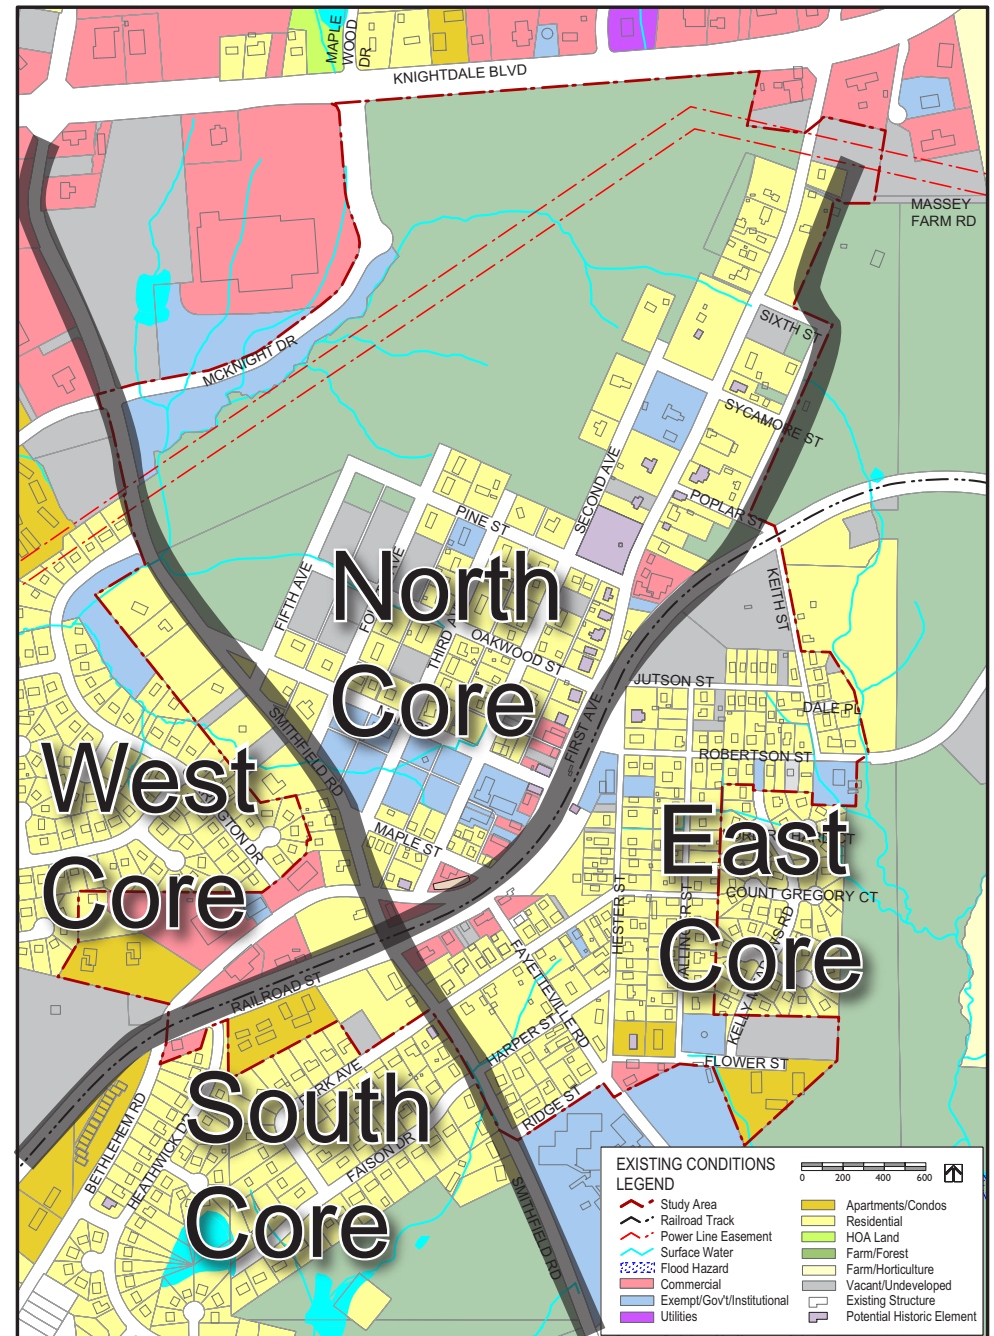 MAPLE
WOOD
DR
KNIGHTDALE BLVD
MASSEY
FARM RD
SIXTH ST
MCKNIGHT DR
SYCAMORE ST
SECOND AVE
POPLAR ST
PINE ST
North
Core
FIFTH AVE
THIRD AVE
KEITH ST
OAKWOOD ST
JUTSON ST
DALE PL
FIRST AVE
SMITHFIELD RD
ROBERTSON ST
West
Core
East
Core
MAPLE ST
COUNT GREGORY CT
HESTER ST
FAYETTEVILLE RD
RAILROAD ST
HARPER ST
FLOWER ST
South
Core
RIDGE ST
FAISON DR
BETHLEHEM RD
SMITHFIELD RD
EXISTING CONDITIONS
LEGEND
0 200 400 600
Study Area
Railroad Track
Power Line Easement
Surface Water
Flood Hazard
Commercial
Exempt/Gov't/Institutional
Utilities
Apartments/Condos
Residential
HOA Land
Farm/Forest
Farm/Horticulture
Vacant/Undeveloped
Existing Structure
Potential Historic Element